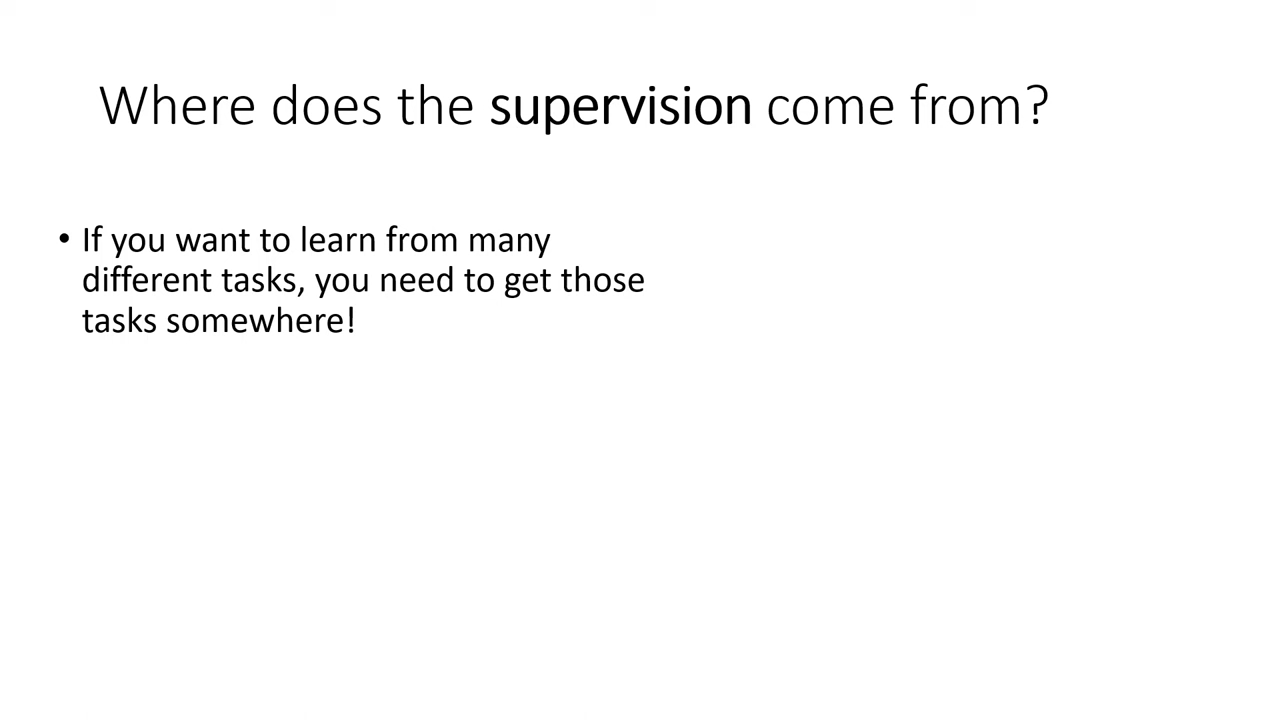 Where does the supervision come from?
• If you want to learn from many
different tasks, you need to get those
tasks somewhere!